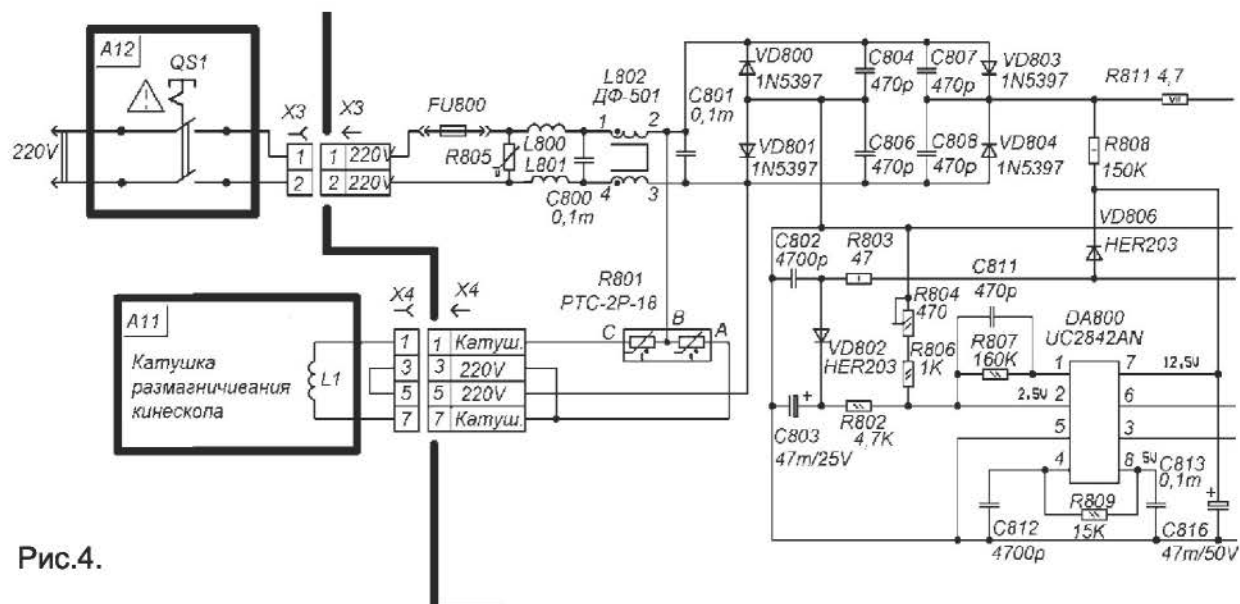 A12
QS1
220V
X3
X3
1
2
1 220V
2 220V
FU800
R805
L800
L801
C800
0,1m
L802
ДФ-501
1
2
4
3
C801
0,1m
VD800
1N5397
VD801
1N5397
C804
470p
C806
470p
C807
470p
C808
470p
VD803
1N5397
VD804
1N5397
R811 4,7
R808
150K
VD806
HER203
C802
4700p
R803
47
R804
470
R806
1K
C811
470p
R807
160K
DA800
UC2842AN
VD802
HER203
C803
47m/25V
R802
4,7K
2.5V
12,5V
1
2
5
4
7
6
3
8
5V
C813
0,1m
R809
15K
C812
4700p
C816
47m/50V
R801
PTC-2P-18
C
B
A
A11
Катушка
размагничивания
кинескопа
L1
X4
X4
1
3
5
7
1 Катуш.
3 220V
5 220V
7 Катуш.
Рис.4.